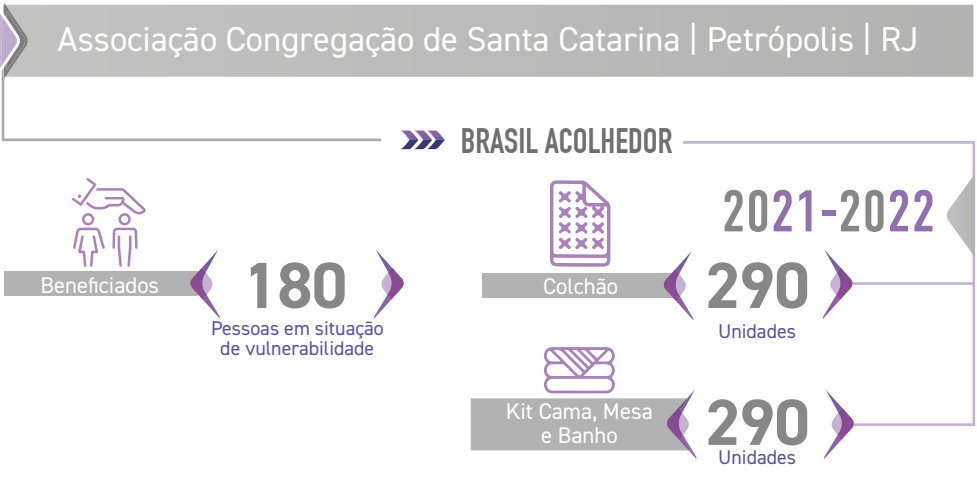 Associação Congregação de Santa Catarina | Petrópolis | RJ
BRASIL ACOLHEDOR
2021-2022
Beneficiados
180
Pessoas em situação
de vulnerabilidade
Colchão
290
Unidades
Kit Cama, Mesa
e Banho
290
Unidades